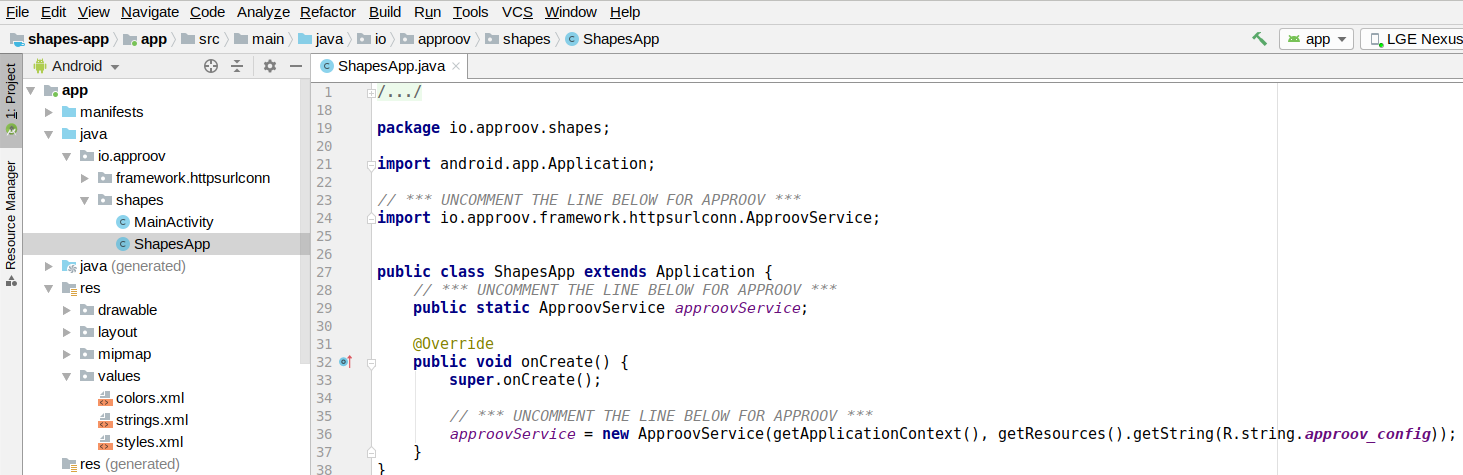 File Edit View Navigate Code Analyze Refactor Build Run Tools VCS Window Help
shapes-app app src main java io approov shapes ShapesApp app LGE Nexus
1: Project
Resource Manager
Android
app
manifests
java
io.approov
framework.httpsurlconn
shapes
MainActivity
ShapesApp
java (generated)
res
drawable
layout
mipmap
values
colors.xml
strings.xml
styles.xml
res (generated)
ShapesApp.java
1 /.../
18
19 package io.approov.shapes;
20
21 import android.app.Application;
22
23 // *** UNCOMMENT THE LINE BELOW FOR APPROOV ***
24 import io.approov.framework.httpsurlconn.ApproovService;
25
26
27 public class ShapesApp extends Application {
28 // *** UNCOMMENT THE LINE BELOW FOR APPROOV ***
29 public static ApproovService approovService;
30
31 @Override
32 public void onCreate() {
33 super.onCreate();
34
35 // *** UNCOMMENT THE LINE BELOW FOR APPROOV ***
36 approovService = new ApproovService(getApplicationContext(), getResources().getString(R.string.approov_config));
37 }
38 }